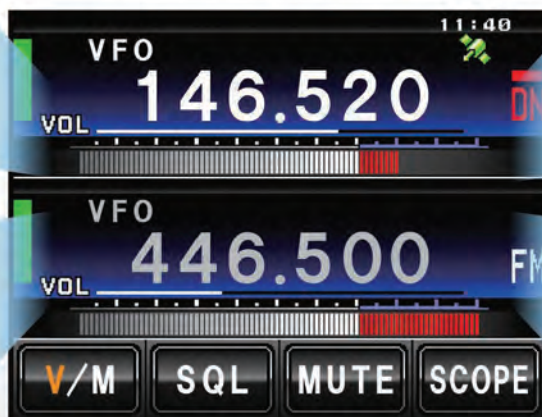 11:40
VFO
146.520
DN
VOL
VFO
446.500
FM
VOL
V/M SQL MUTE SCOPE